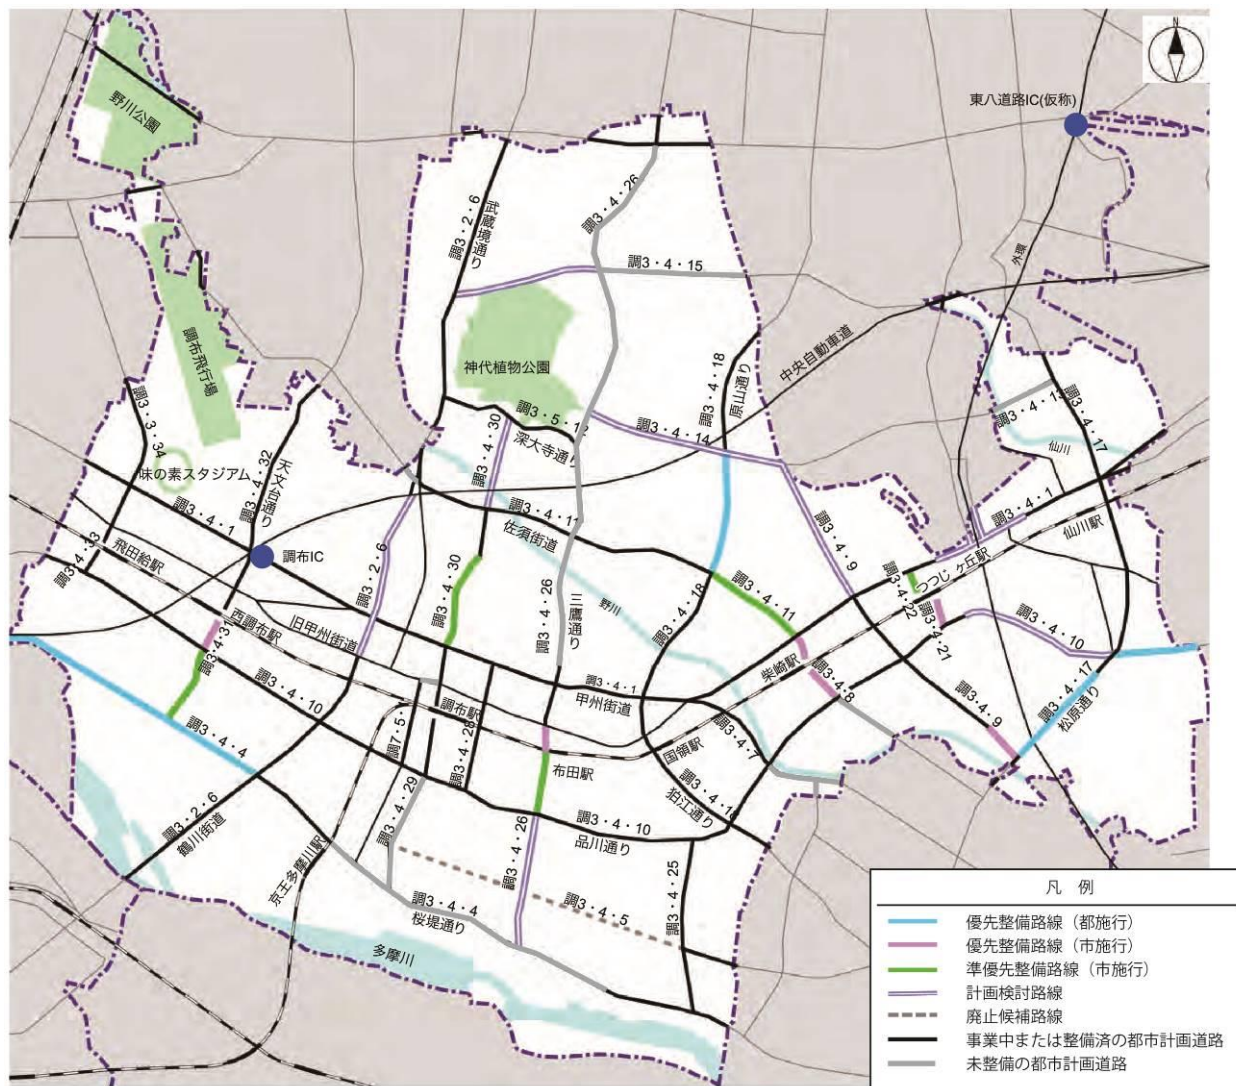 N
東八道路IC(仮称)
野川公園
調3・4・26
調3・2・6
武蔵境通り
調3・4・15
外環
調布飛行場
神代植物公園
中央自動車道
調3・4・18
原山通り
調3・3・34
調3・4・30
深大寺通り
調3・4・14
調3・4・17
仙川
味の素スタジアム
調3・4・32
天文台通り
調3・4・1
調3・4・11
佐須街道
調3・4・1
仙川駅
調3・4・33
飛田給駅
調布IC
調3・2・6
調3・4・30
調3・4・26
三鷹通り
野川
調3・4・18
調3・4・11
調3・4・9
調3・4・22
つつじヶ丘駅
調3・4・21
調3・4・10
調3・4・31
西調布駅
旧甲州街道
調3・4・1
甲州街道
柴崎駅
調3・4・8
調3・4・9
調3・4・17
松原通り
調3・4・10
調3・4・4
調布駅
調3・4・28
布田駅
国領駅
調3・4・7
狛江通り
調3・2・6
鶴川街道
調3・4・29
京王多摩川駅
調3・4・26
調3・4・10
品川通り
調3・4・25
調3・4・5
調3・4・4
桜堤通り
多摩川
凡 例
優先整備路線（都施行）
優先整備路線（市施行）
準優先整備路線（市施行）
計画検討路線
廃止候補路線
事業中または整備済の都市計画道路
未整備の都市計画道路